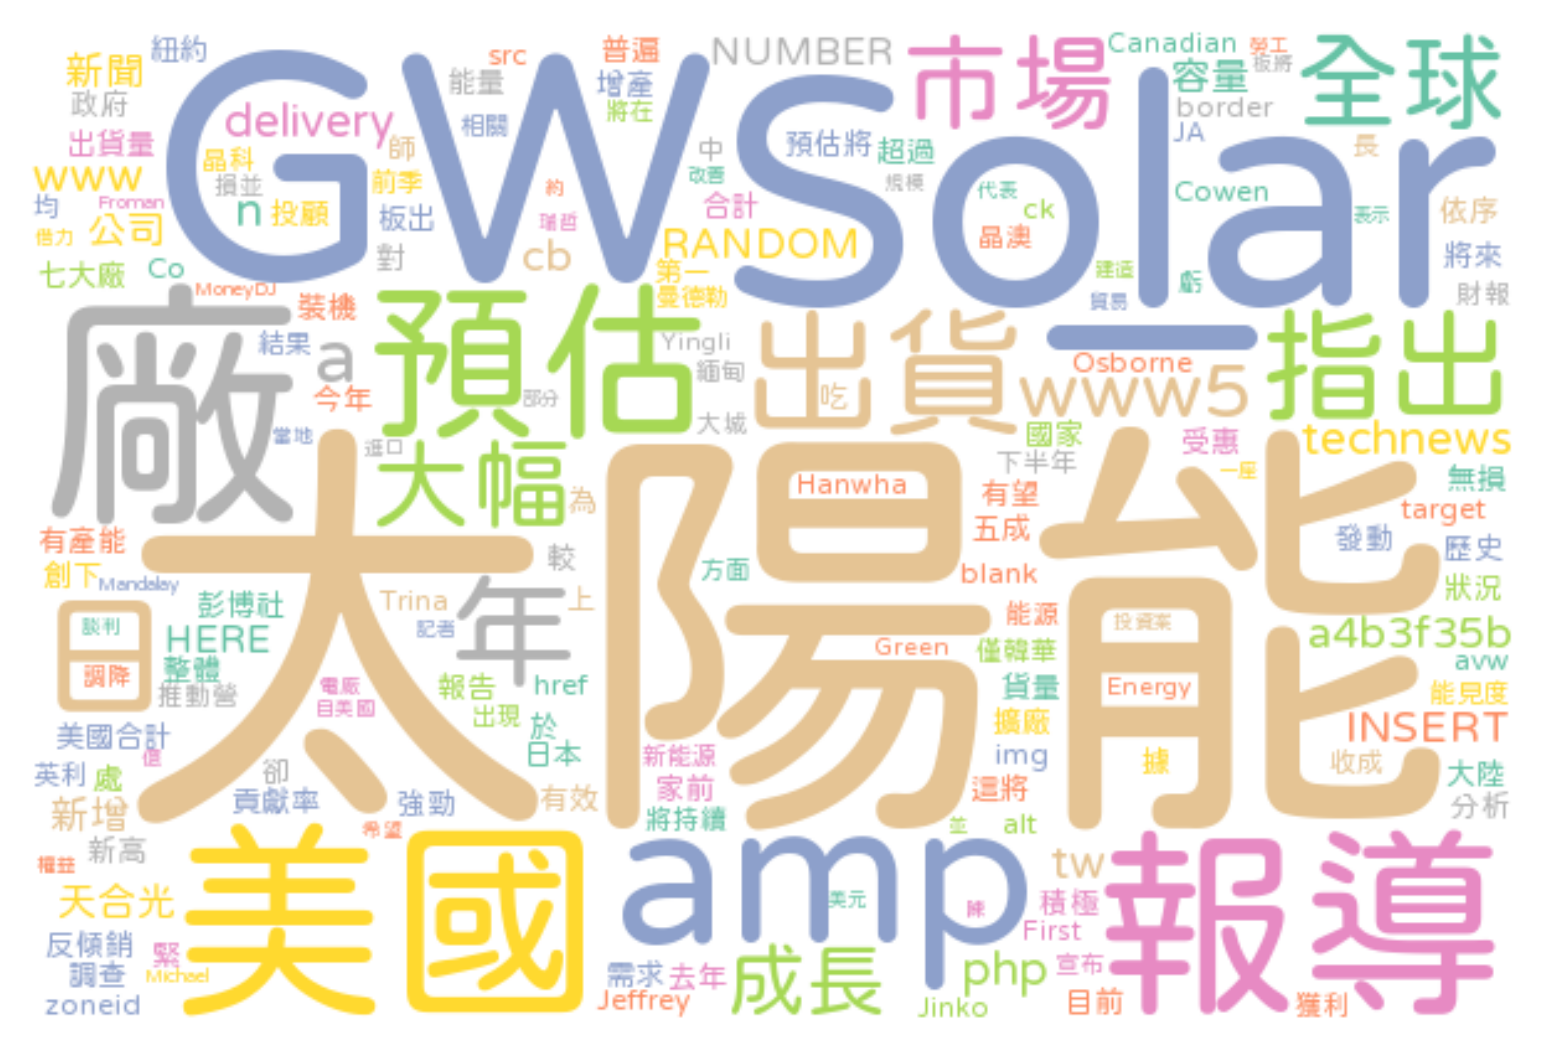 新聞
紐約
src
普遍
NUMBER
市場
Canadian
勞工
全球
政府
能量
增產
容量
板將
出貨量
delivery
相關
將在
border
GW
Solar
JA
www
晶科
師
中
預估將
超過
長
均
Froman
損並
前季
約
改善
規模
代表
Cowen
n
投顧
板出
瑞哲
合計
ck
表示
依序
借力
公司
對
cb
RANDOM
晶澳
將來
七大廠
Co
MoneyDJ
第一
曼德勒
建造
虧
貿易
財報
裝機
廠
預估
出貨
指出
結果
a
Yingli
緬甸
吃
Osborne
www5
今年
部分
大城
當地
進口
國家
受惠
technews
大幅
為
下半年
一座
無損
太陽能
Hanwha
有望
target
有產能
較
五成
發動
歷史
創下
Mandalay
方面
blank
狀況
日
談利
彭博社
Trina
年
上
能源
投資案
a4b3f35b
HERE
記者
Green
僅韓華
avw
調降
整體
推動營
電廠
自美國
報告
href
貨量
Energy
能見度
出現
於
擴廠
INSERT
美國合計
億
日本
新能源
img
據
收成
英利
處
卻
家前
這將
大陸
新增
貢獻率
強勁
有效
將持續
並
alt
分析
新高
希望
權益
美國
amp
tw
報導
天合光
美元
陳
積極
反傾銷
緊
First
調查
Michael
需求
去年
成長
php
宣布
zoneid
Jeffrey
Jinko
目前
獲利